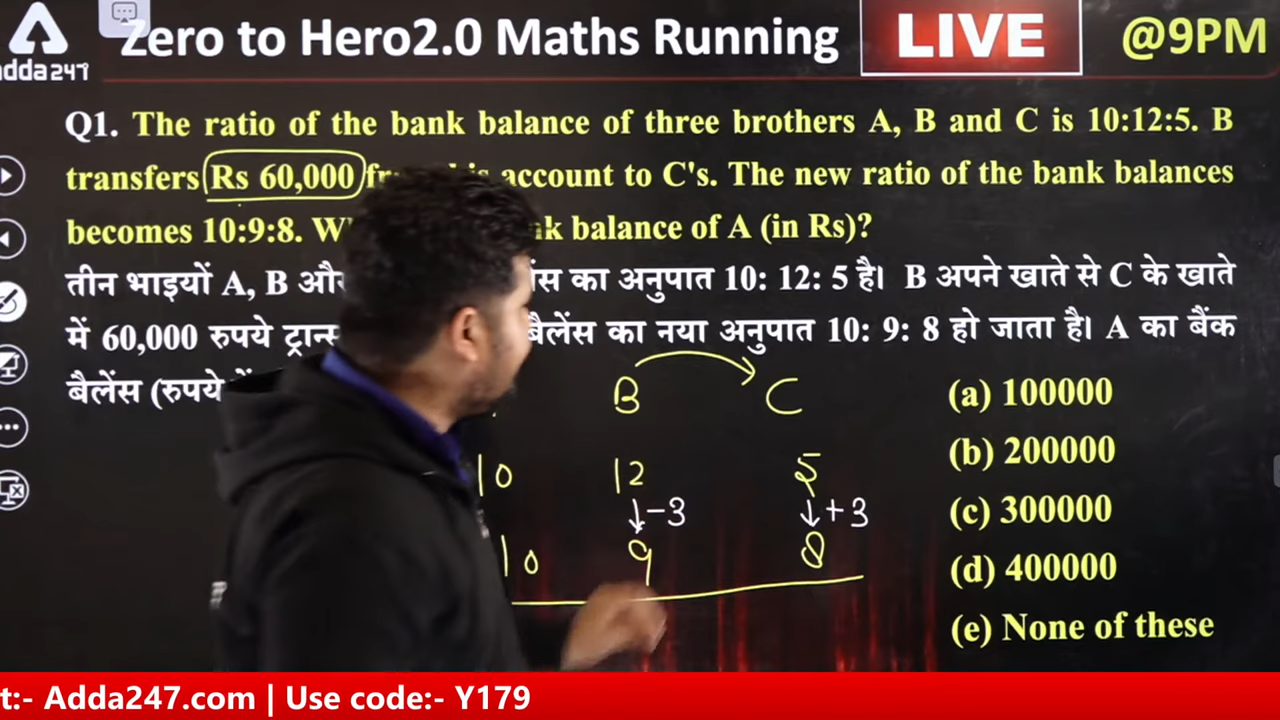 adda247
Zero to Hero2.0 Maths Running
LIVE
@9PM
Q1. The ratio of the bank balance of three brothers A, B and C is 10:12:5. B
transfers Rs 60,000 account to C's. The new ratio of the bank balances
becomes 10:9:8. balance of A (in Rs)?
तीन भाइयों A, B का अनुपात 10: 12: 5 है। B अपने खाते से C के खाते
में 60,000 रुपये बैलेंस का नया अनुपात 10: 9: 8 हो जाता है। A का बैंक
बैलेंस (रुपये
B C
10 12 5
-3 +3
10 9 8
(a) 100000
(b) 200000
(c) 300000
(d) 400000
(e) None of these
t:- Adda247.com | Use code:- Y179